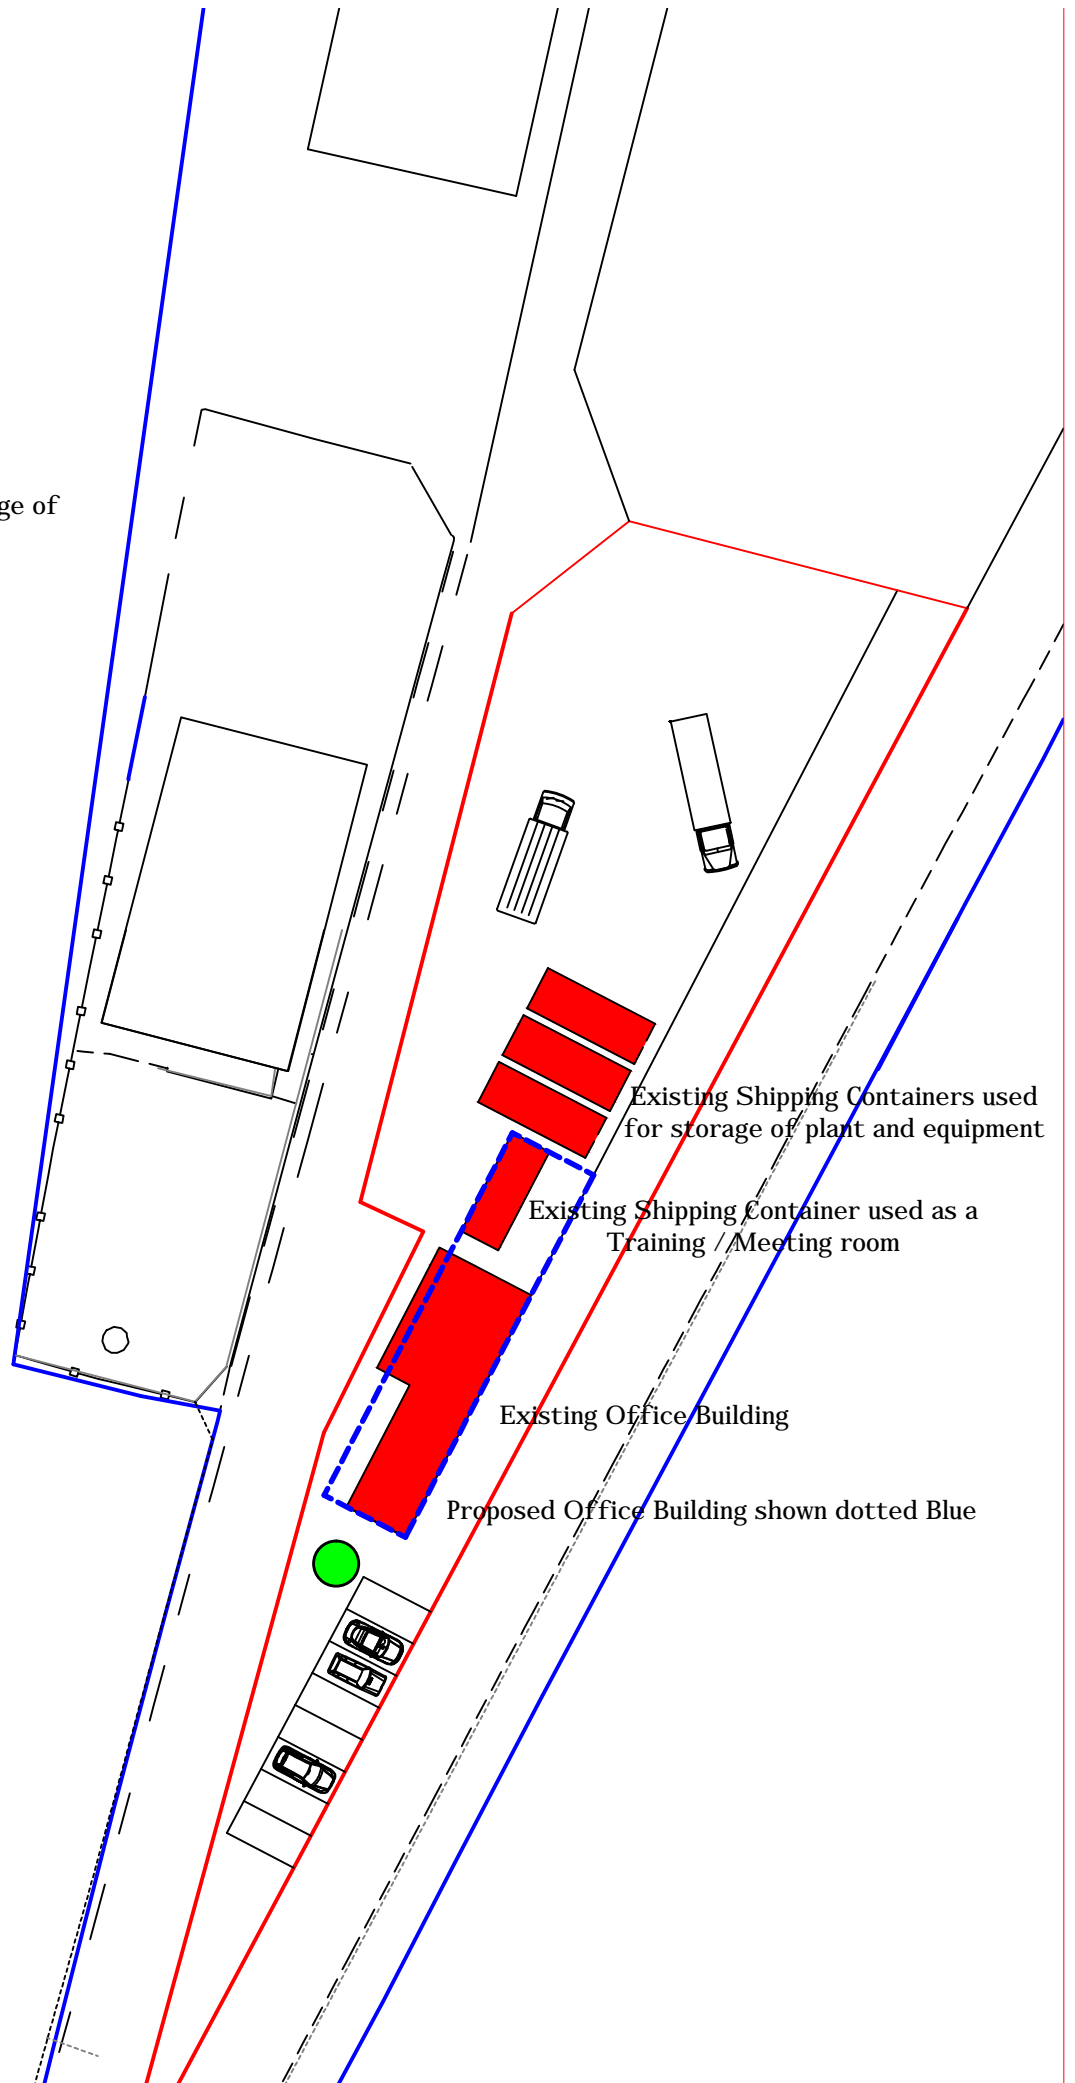 ge of
Existing Shipping Containers used
for storage of plant and equipment
Existing Shipping Container used as a
Training / Meeting room
Existing Office Building
Proposed Office Building shown dotted Blue